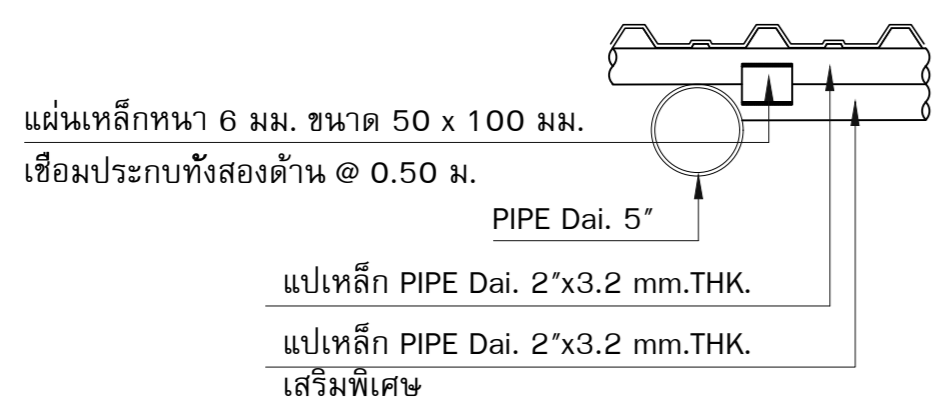 แผ่นเหล็กหนา 6 มม. ขนาด 50 x 100 มม.
เชื่อมประกบทั้งสองด้าน @ 0.50 ม.
PIPE Dai. 5"
แปเหล็ก PIPE Dai. 2"x3.2 mm.THK.
แปเหล็ก PIPE Dai. 2"x3.2 mm.THK.
เสริมพิเศษ